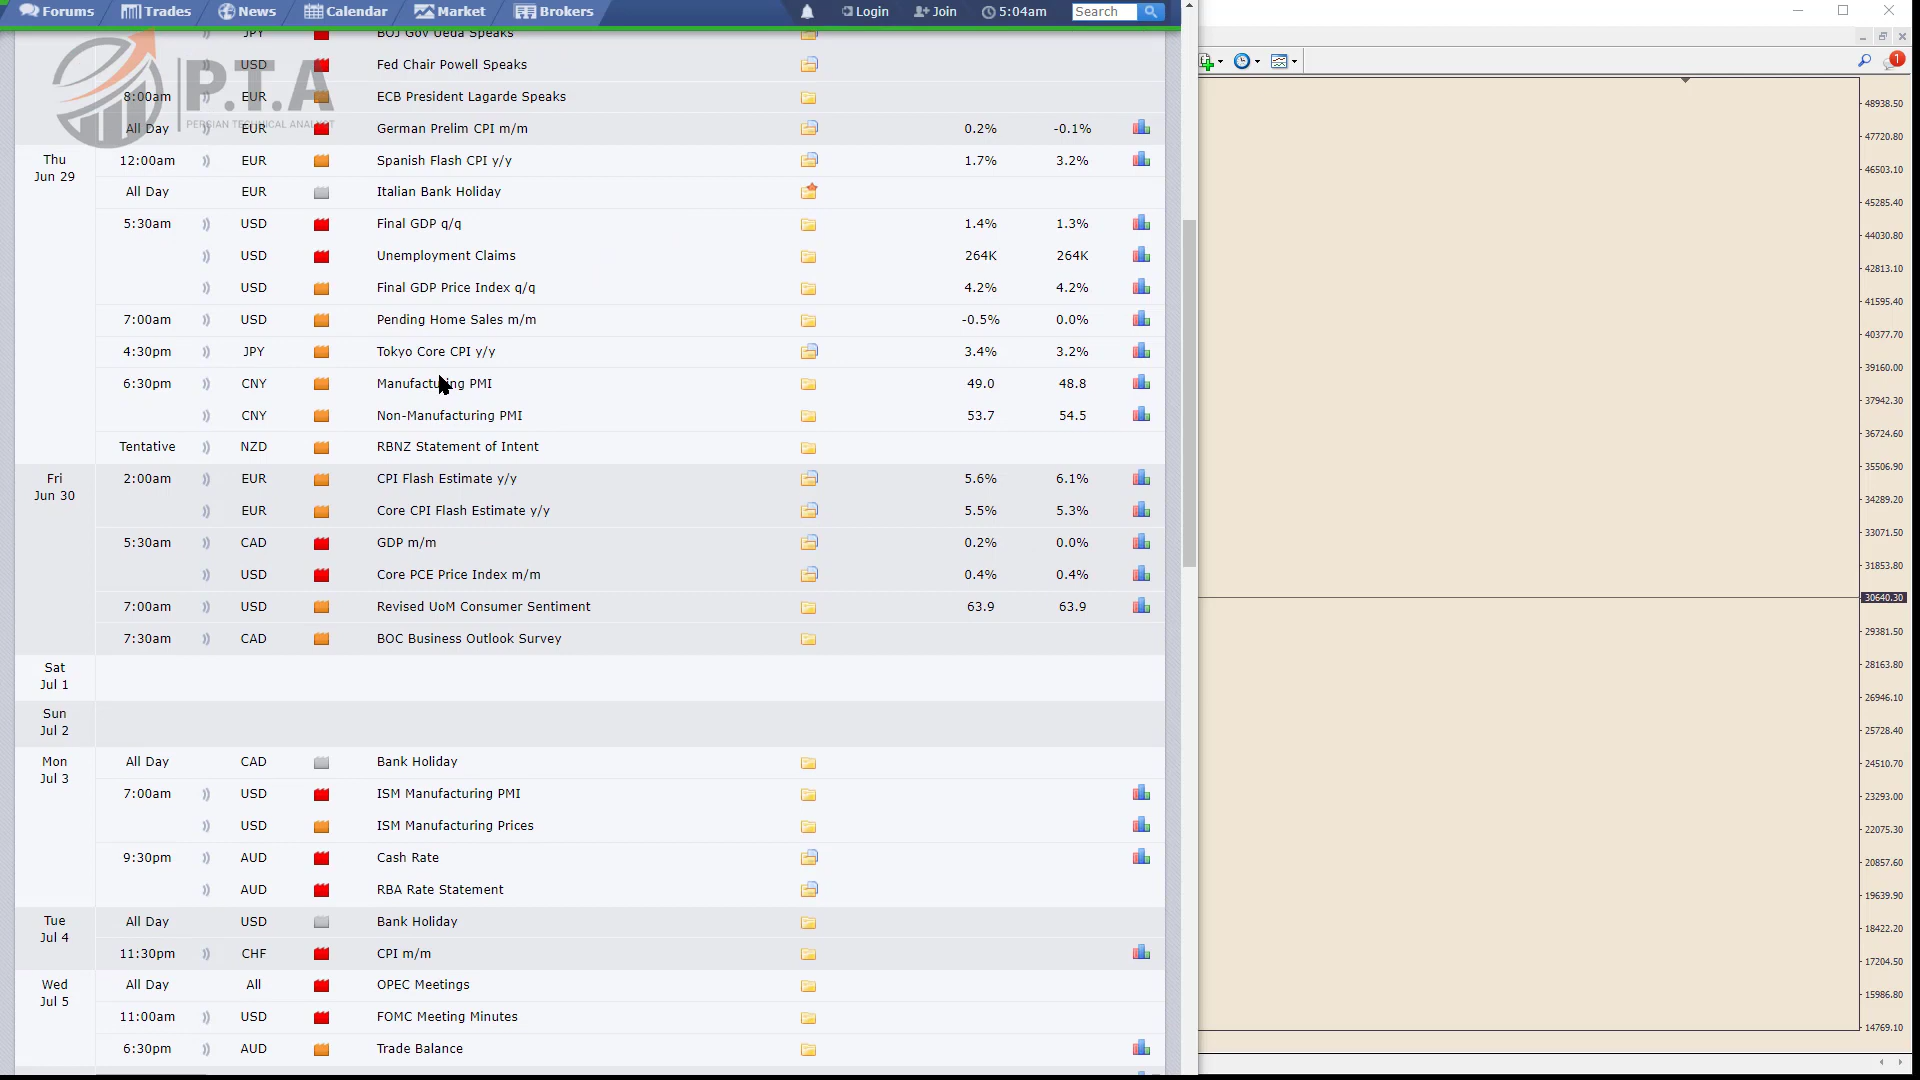 Forums Trades News Calendar Market Brokers Login Join 5:04am Search
JPY BOJ Gov Ueda Speaks
USD Fed Chair Powell Speaks
8:00am EUR ECB President Lagarde Speaks
P.T.A
PERSIAN TECHNICAL ANALYST
All Day EUR German Prelim CPI m/m 0.2% -0.1%
Thu Jun 29 12:00am EUR Spanish Flash CPI y/y 1.7% 3.2%
All Day EUR Italian Bank Holiday
5:30am USD Final GDP q/q 1.4% 1.3%
USD Unemployment Claims 264K 264K
USD Final GDP Price Index q/q 4.2% 4.2%
7:00am USD Pending Home Sales m/m -0.5% 0.0%
4:30pm JPY Tokyo Core CPI y/y 3.4% 3.2%
6:30pm CNY Manufacturing PMI 49.0 48.8
CNY Non-Manufacturing PMI 53.7 54.5
Tentative NZD RBNZ Statement of Intent
Fri Jun 30 2:00am EUR CPI Flash Estimate y/y 5.6% 6.1%
EUR Core CPI Flash Estimate y/y 5.5% 5.3%
5:30am CAD GDP m/m 0.2% 0.0%
USD Core PCE Price Index m/m 0.4% 0.4%
7:00am USD Revised UoM Consumer Sentiment 63.9 63.9
7:30am CAD BOC Business Outlook Survey
Sat Jul 1
Sun Jul 2
Mon Jul 3 All Day CAD Bank Holiday
7:00am USD ISM Manufacturing PMI
USD ISM Manufacturing Prices
9:30pm AUD Cash Rate
AUD RBA Rate Statement
Tue Jul 4 All Day USD Bank Holiday
11:30pm CHF CPI m/m
Wed Jul 5 All Day All OPEC Meetings
11:00am USD FOMC Meeting Minutes
6:30pm AUD Trade Balance
1
48938.50
47720.80
46503.10
45285.40
44030.80
42813.10
41595.40
40377.70
39160.00
37942.30
36724.60
35506.90
34289.20
33071.50
31853.80
30640.30
29381.50
28163.80
26946.10
25728.40
24510.70
23293.00
22075.30
20857.60
19639.90
18422.20
17204.50
15986.80
14769.10